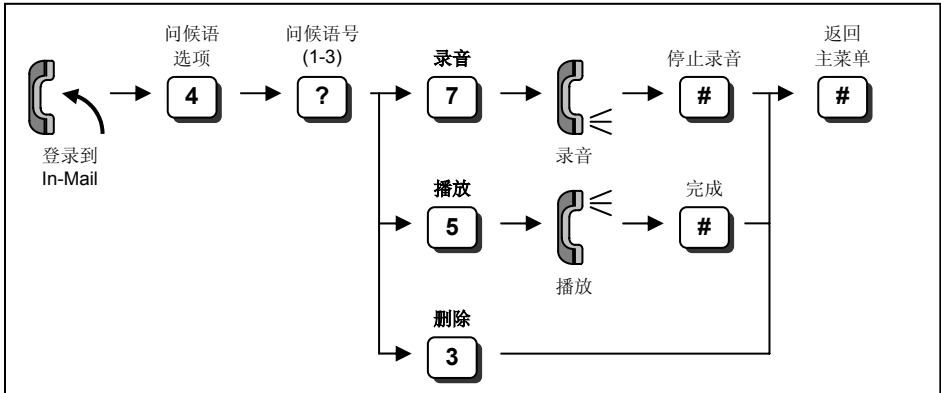 问候语
选项
4
问候语号
(1-3)
?
录音
7
录音
停止录音
#
返回
主菜单
#
登录到
In-Mail
播放
5
播放
完成
#
删除
3